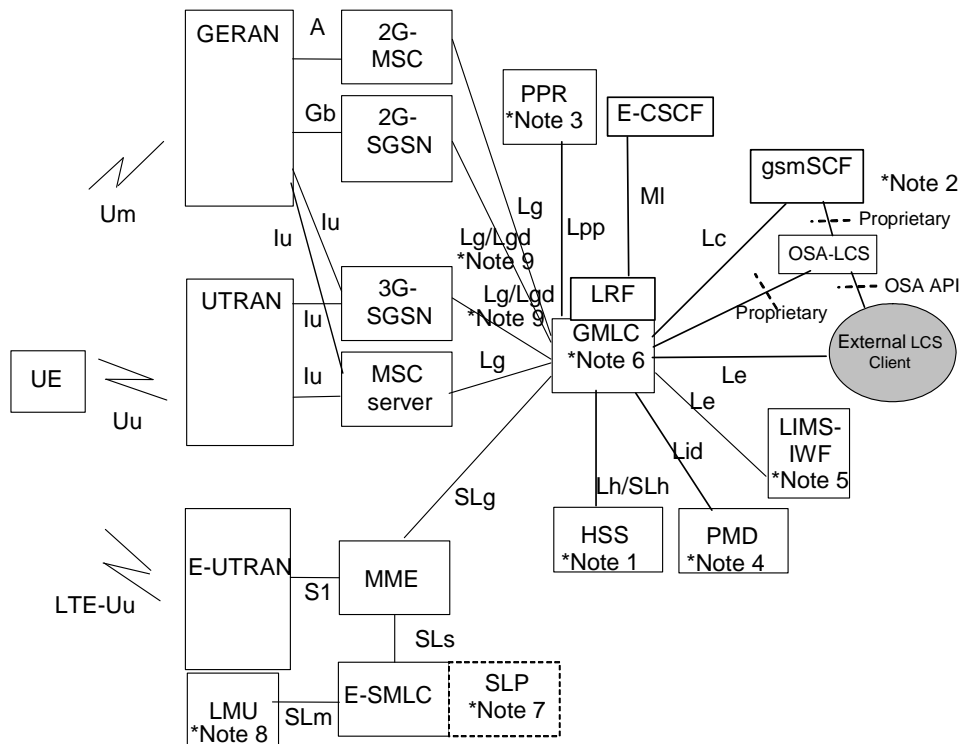 GERAN
A
2G-
MSC
Gb
2G-
SGSN
PPR
*Note 3
E-CSCF
gsmSCF
*Note 2
Um
Iu
Iu
Lg
Lg/Lgd
*Note 9
Lpp
Ml
Lc
Proprietary
OSA-LCS
OSA API
Proprietary
UTRAN
Iu
3G-
SGSN
Lg/Lgd
*Note 9
LRF
GMLC
*Note 6
External LCS
Client
UE
Uu
Iu
MSC
server
Lg
Le
Le
LIMS-
IWF
*Note 5
SLg
Lh/SLh
Lid
HSS
*Note 1
PMD
*Note 4
E-UTRAN
S1
MME
LTE-Uu
SLs
E-SMLC
SLP
*Note 7
LMU
*Note 8
SLm